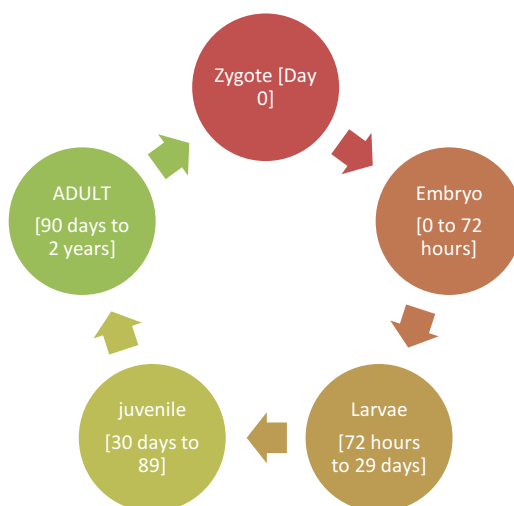 Zygote [Day
0]
Embryo
[0 to 72
hours]
Larvae
[72 hours
to 29 days]
juvenile
[30 days to
89]
ADULT
[90 days to
2 years]